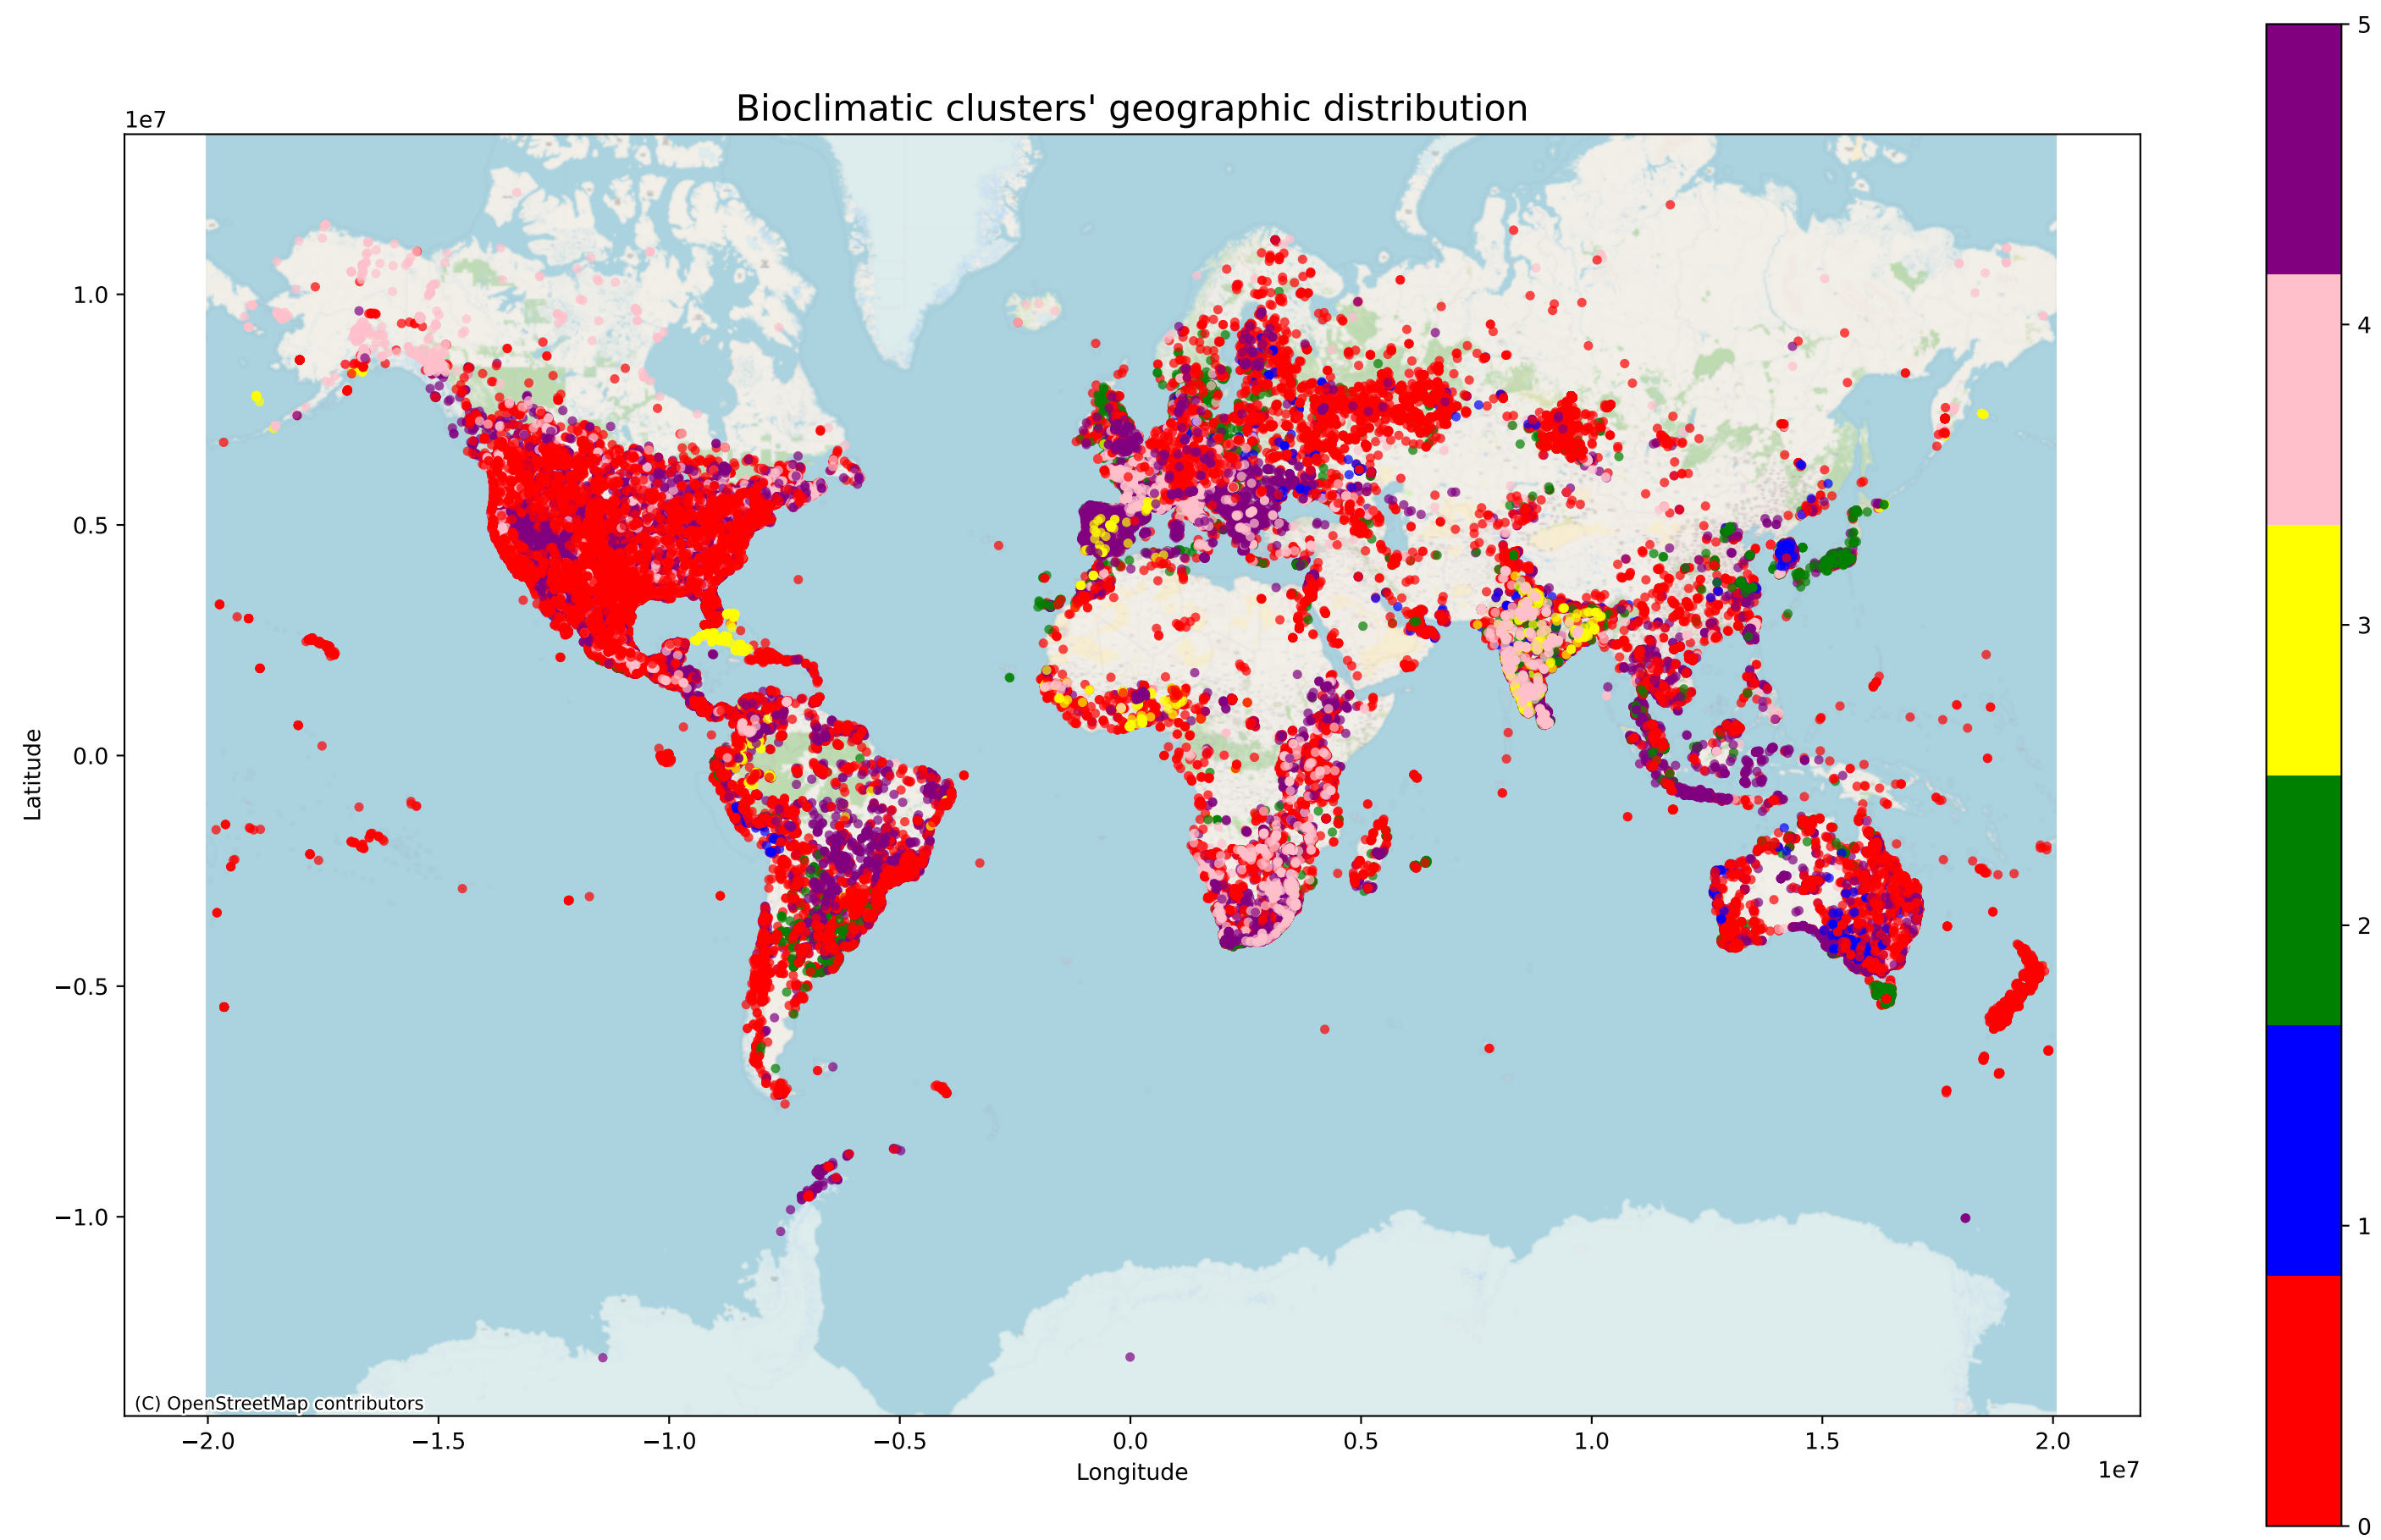 Bioclimatic clusters' geographic distribution
1e7
1.0
0.5
0.0
−0.5
−1.0
Latitude
−2.0 −1.5 −1.0 −0.5 0.0 0.5 1.0 1.5 2.0
Longitude
1e7
(C) OpenStreetMap contributors
5
4
3
2
1
0